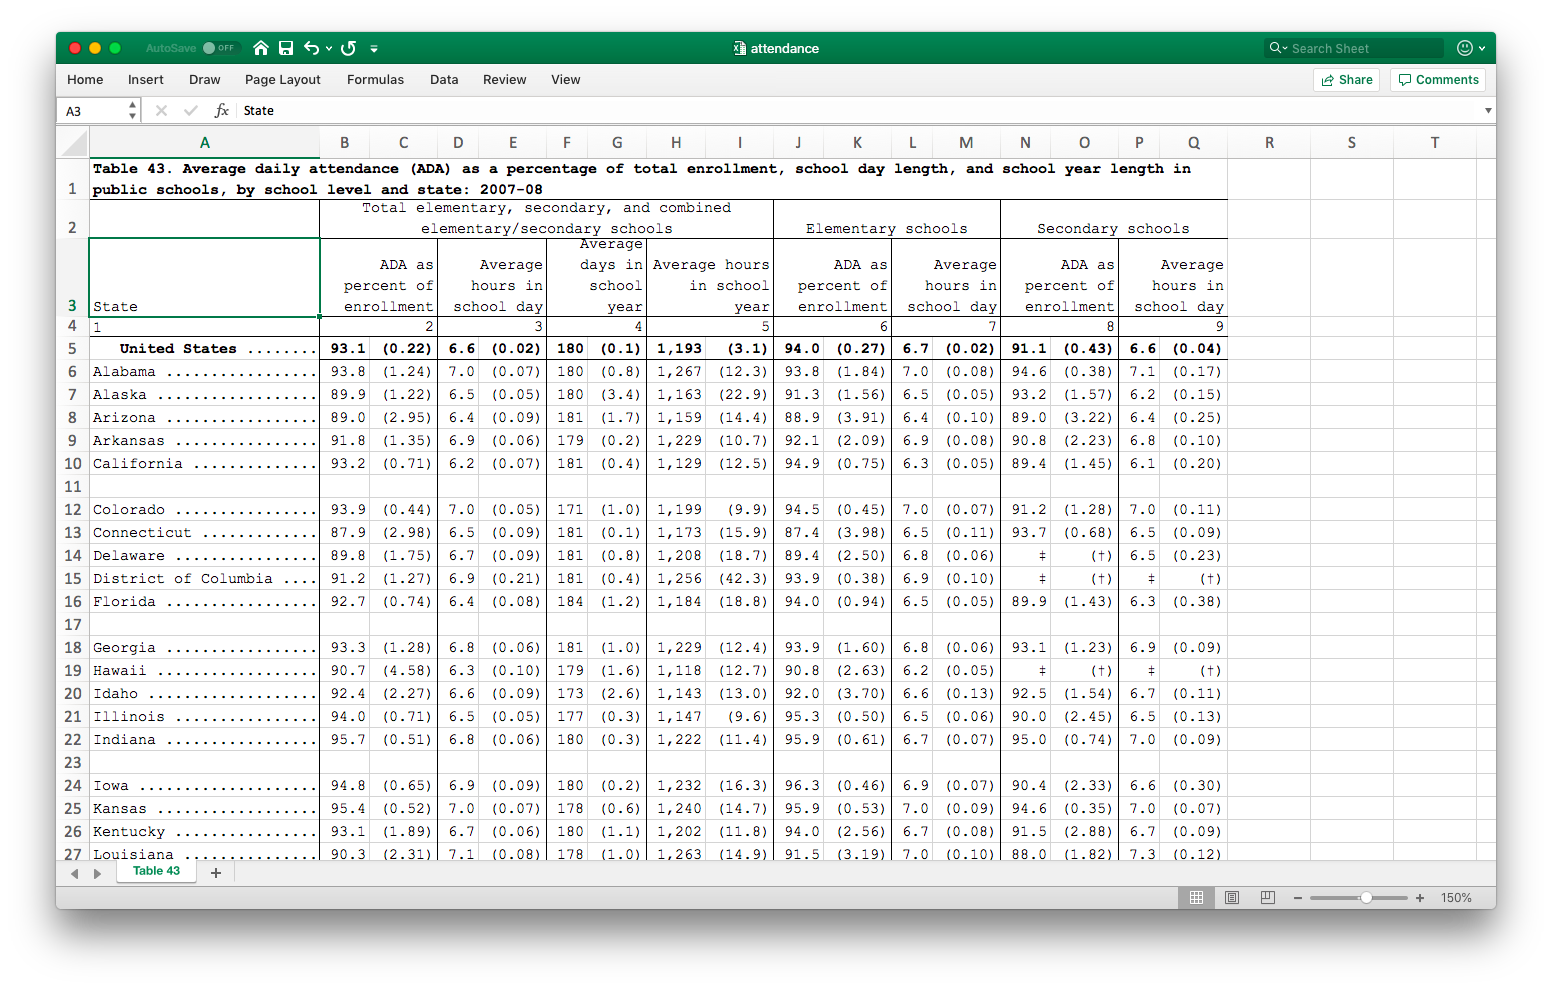 AutoSave OFF attendance Search Sheet
Home Insert Draw Page Layout Formulas Data Review View Share Comments
A3 fx State
A B C D E F G H I J K L M N O P Q R S T
1 Table 43. Average daily attendance (ADA) as a percentage of total enrollment, school day length, and school year length in
public schools, by school level and state: 2007-08
2 Total elementary, secondary, and combined
elementary/secondary schools Elementary schools Secondary schools
Average
ADA as Average days in Average hours ADA as Average ADA as Average
percent of hours in school in school percent of hours in percent of hours in
3 State enrollment school day year year enrollment school day enrollment school day
4 1 2 3 4 5 6 7 8 9
5 United States ........ 93.1 (0.22) 6.6 (0.02) 180 (0.1) 1,193 (3.1) 94.0 (0.27) 6.7 (0.02) 91.1 (0.43) 6.6 (0.04)
6 Alabama ................. 93.8 (1.24) 7.0 (0.07) 180 (0.8) 1,267 (12.3) 93.8 (1.84) 7.0 (0.08) 94.6 (0.38) 7.1 (0.17)
7 Alaska .................. 89.9 (1.22) 6.5 (0.05) 180 (3.4) 1,163 (22.9) 91.3 (1.56) 6.5 (0.05) 93.2 (1.57) 6.2 (0.15)
8 Arizona ................. 89.0 (2.95) 6.4 (0.09) 181 (1.7) 1,159 (14.4) 88.9 (3.91) 6.4 (0.10) 89.0 (3.22) 6.4 (0.25)
9 Arkansas ................ 91.8 (1.35) 6.9 (0.06) 179 (0.2) 1,229 (10.7) 92.1 (2.09) 6.9 (0.08) 90.8 (2.23) 6.8 (0.10)
10 California .............. 93.2 (0.71) 6.2 (0.07) 181 (0.4) 1,129 (12.5) 94.9 (0.75) 6.3 (0.05) 89.4 (1.45) 6.1 (0.20)
11
12 Colorado ................ 93.9 (0.44) 7.0 (0.05) 171 (1.0) 1,199 (9.9) 94.5 (0.45) 7.0 (0.07) 91.2 (1.28) 7.0 (0.11)
13 Connecticut ............. 87.9 (2.98) 6.5 (0.09) 181 (0.1) 1,173 (15.9) 87.4 (3.98) 6.5 (0.11) 93.7 (0.68) 6.5 (0.09)
14 Delaware ................ 89.8 (1.75) 6.7 (0.09) 181 (0.8) 1,208 (18.7) 89.4 (2.50) 6.8 (0.06) ‡ (†) 6.5 (0.23)
15 District of Columbia .... 91.2 (1.27) 6.9 (0.21) 181 (0.4) 1,256 (42.3) 93.9 (0.38) 6.9 (0.10) ‡ (†) ‡ (†)
16 Florida ................. 92.7 (0.74) 6.4 (0.08) 184 (1.2) 1,184 (18.8) 94.0 (0.94) 6.5 (0.05) 89.9 (1.43) 6.3 (0.38)
17
18 Georgia ................. 93.3 (1.28) 6.8 (0.06) 181 (1.0) 1,229 (12.4) 93.9 (1.60) 6.8 (0.06) 93.1 (1.23) 6.9 (0.09)
19 Hawaii .................. 90.7 (4.58) 6.3 (0.10) 179 (1.6) 1,118 (12.7) 90.8 (2.63) 6.2 (0.05) ‡ (†) ‡ (†)
20 Idaho ................... 92.4 (2.27) 6.6 (0.09) 173 (2.6) 1,143 (13.0) 92.0 (3.70) 6.6 (0.13) 92.5 (1.54) 6.7 (0.11)
21 Illinois ................ 94.0 (0.71) 6.5 (0.05) 177 (0.3) 1,147 (9.6) 95.3 (0.50) 6.5 (0.06) 90.0 (2.45) 6.5 (0.13)
22 Indiana ................. 95.7 (0.51) 6.8 (0.06) 180 (0.3) 1,222 (11.4) 95.9 (0.61) 6.7 (0.07) 95.0 (0.74) 7.0 (0.09)
23
24 Iowa .................... 94.8 (0.65) 6.9 (0.09) 180 (0.2) 1,232 (16.3) 96.3 (0.46) 6.9 (0.07) 90.4 (2.33) 6.6 (0.30)
25 Kansas .................. 95.4 (0.52) 7.0 (0.07) 178 (0.6) 1,240 (14.7) 95.9 (0.53) 7.0 (0.09) 94.6 (0.35) 7.0 (0.07)
26 Kentucky ................ 93.1 (1.89) 6.7 (0.06) 180 (1.1) 1,202 (11.8) 94.0 (2.56) 6.7 (0.08) 91.5 (2.88) 6.7 (0.09)
27 Louisiana ............... 90.3 (2.31) 7.1 (0.08) 178 (1.0) 1,263 (14.9) 91.5 (3.19) 7.0 (0.10) 88.0 (1.82) 7.3 (0.12)
Table 43 +
150%